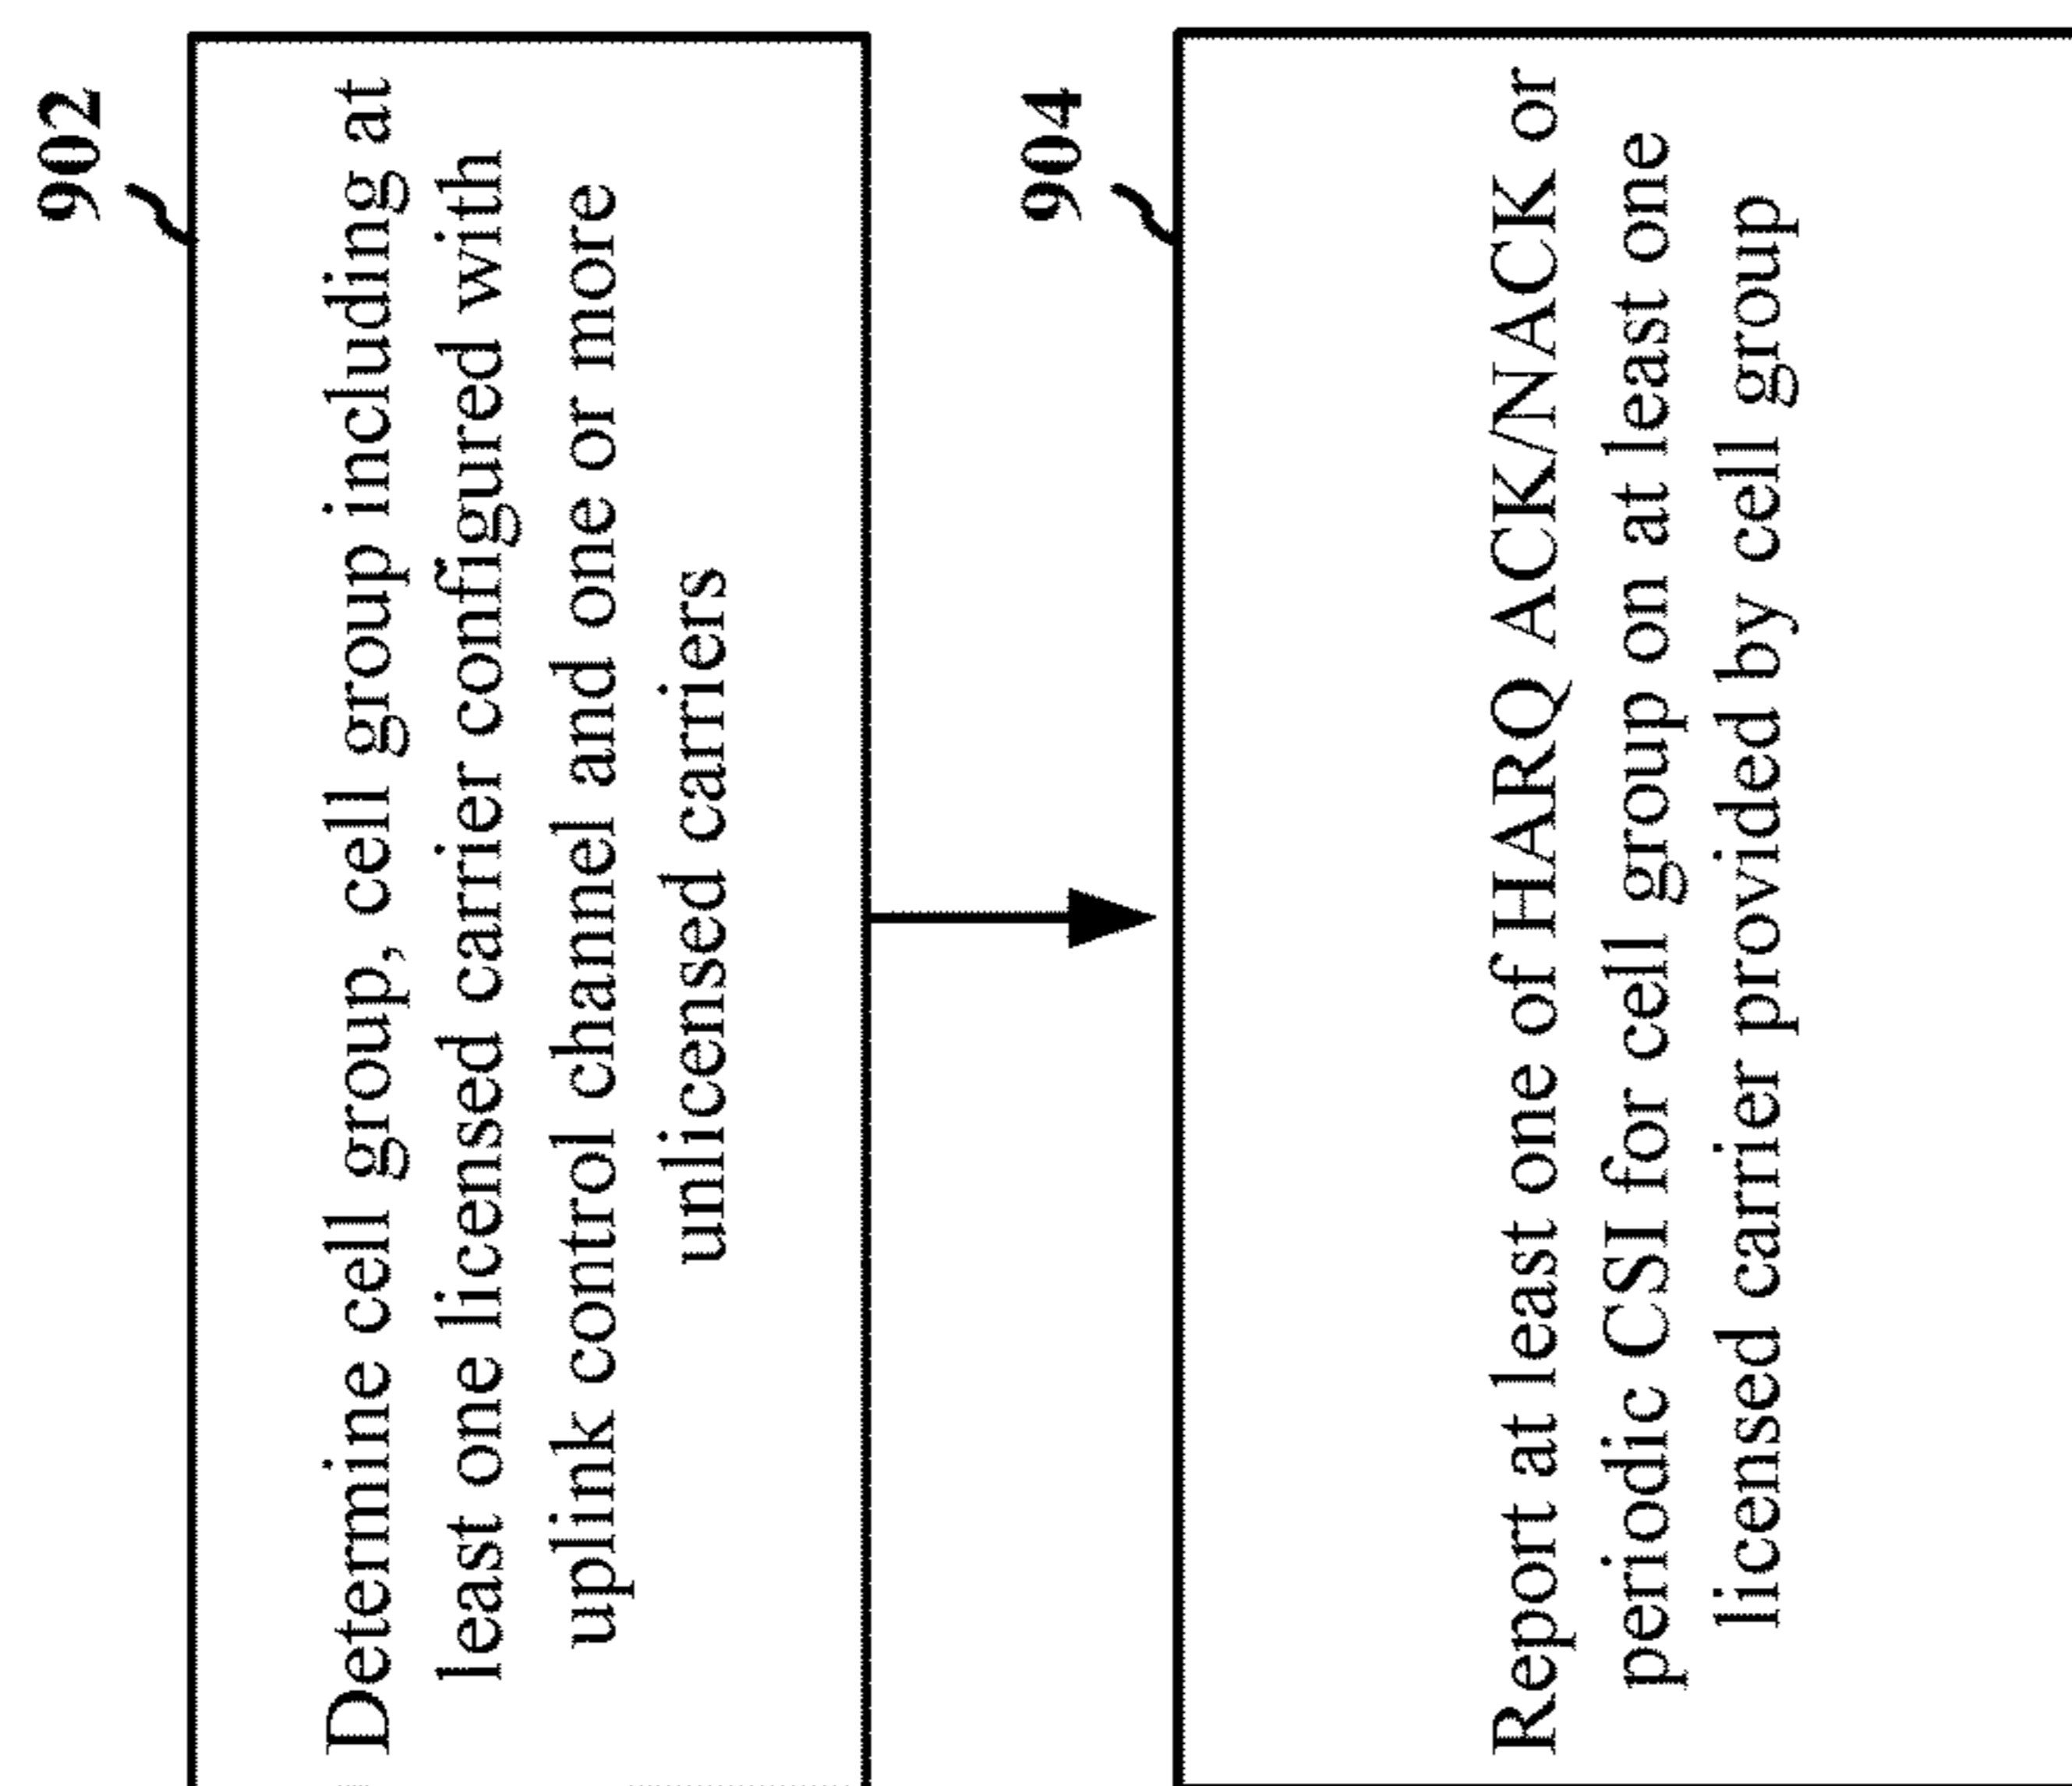 902
Determine cell group, cell group including at
least one licensed carrier configured with
uplink control channel and one or more
unlicensed carriers
904
Report at least one of HARQ ACK/NACK or
periodic CSI for cell group on at least one
licensed carrier provided by cell group